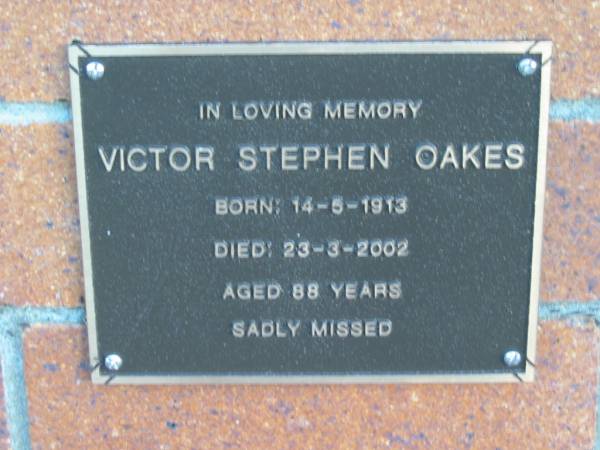 IN LOVING MEMORY
VICTOR STEPHEN OAKES
BORN: 14-5-1913
DIED: 23-3-2002
AGED 88 YEARS
SADLY MISSED